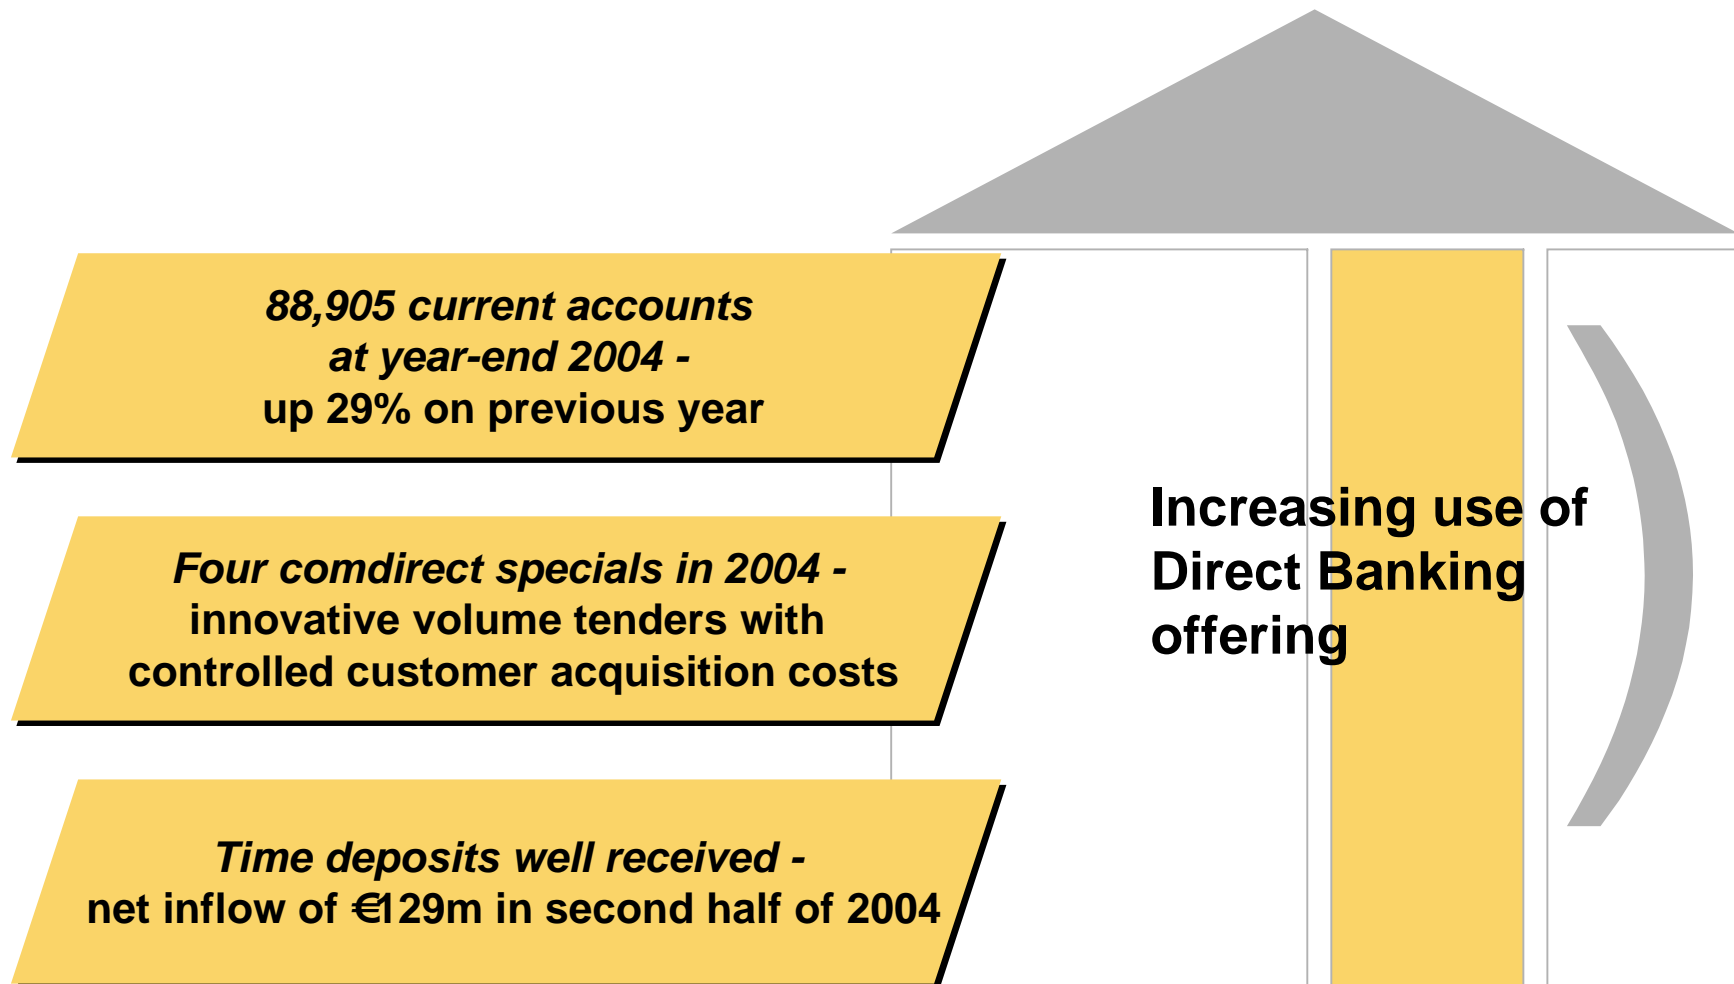 88,905 current accounts
at year-end 2004 -
up 29% on previous year
Four comdirect specials in 2004 -
innovative volume tenders with
controlled customer acquisition costs
Time deposits well received -
net inflow of €129m in second half of 2004
Increasing use of
Direct Banking
offering